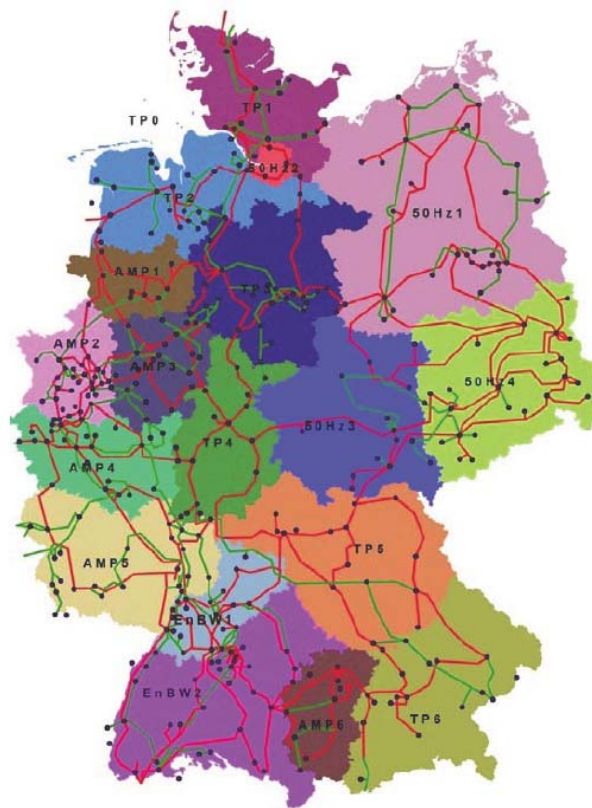 TP1
TP0
50Hz2
TP2
50Hz1
AMP1
TP3
AMP2
AMP3
50Hz4
TP4
50Hz3
AMP4
TP5
AMP5
EnBW1
EnBW2
AMP6
TP6